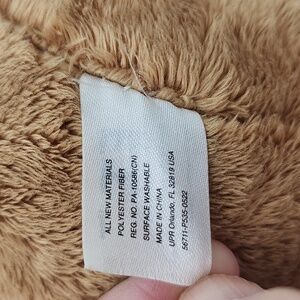 ALL NEW MATERIALS
POLYESTER FIBER
REG. NO. PA-10586(CN)
SURFACE WASHABLE
MADE IN CHINA
UPR Orlando, FL 32819 USA
56711-P535-0522